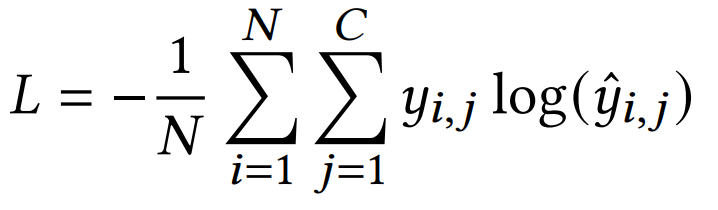 L = -\frac{1}{N} \sum_{i=1}^{N} \sum_{j=1}^{C} y_{i,j} \log(\hat{y}_{i,j})